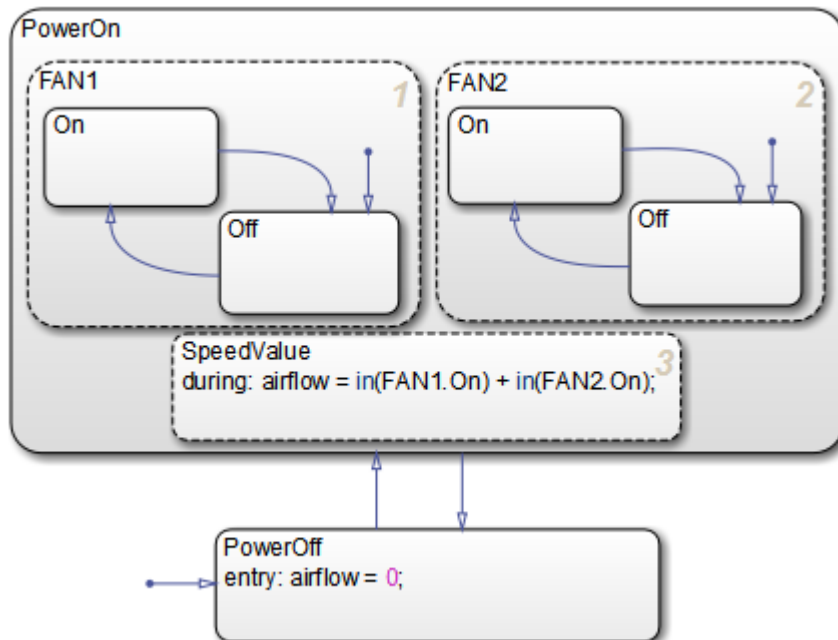 PowerOn
FAN1
1
On
Off
FAN2
2
On
Off
SpeedValue
3
during: airflow = in(FAN1.On) + in(FAN2.On);
PowerOff
entry: airflow = 0;